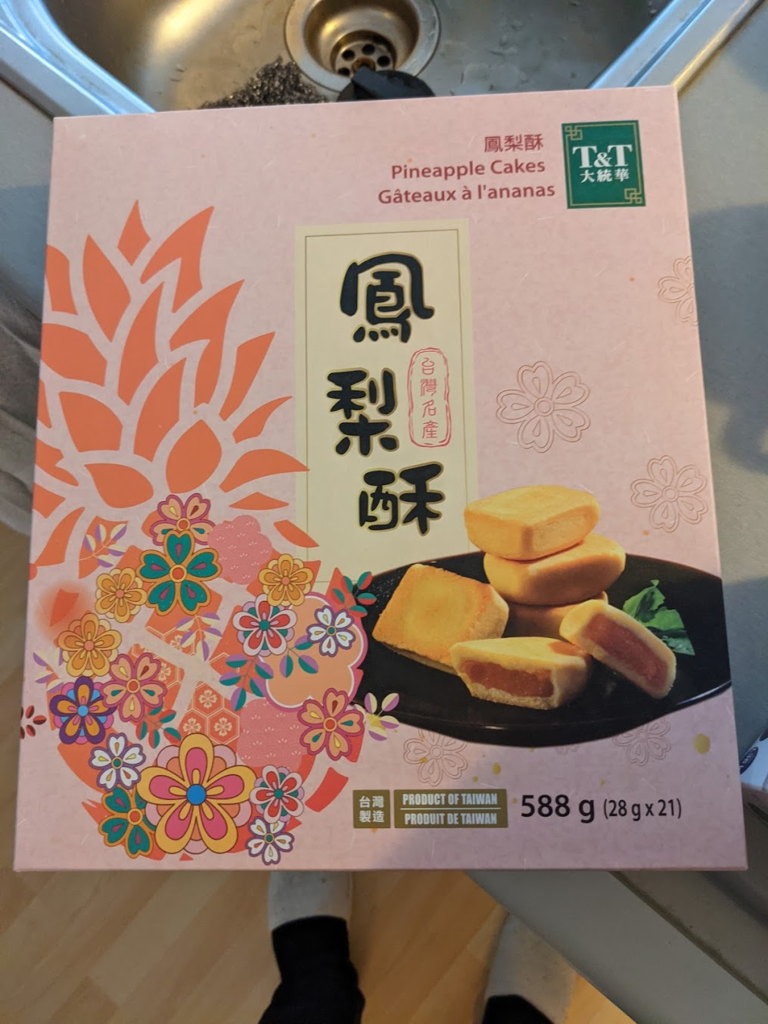 鳳梨酥
Pineapple Cakes
Gâteaux à l'ananas
T&T
大統華
鳳梨酥
台灣名產
台灣
製造
PRODUCT OF TAIWAN
PRODUIT DE TAIWAN
588 g (28 g x 21)